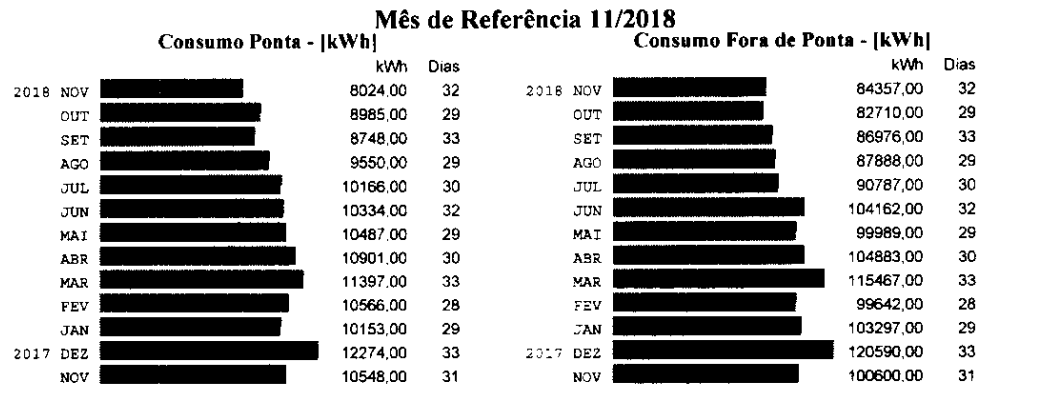 Mês de Referência 11/2018
Consumo Ponta - [kWh]
kWh Dias
2018 NOV 8024,00 32
OUT 8985,00 29
SET 8748,00 33
AGO 9550,00 29
JUL 10166,00 30
JUN 10334,00 32
MAI 10487,00 29
ABR 10901,00 30
MAR 11397,00 33
FEV 10566,00 28
JAN 10153,00 29
2017 DEZ 12274,00 33
NOV 10548,00 31
Consumo Fora de Ponta - [kWh]
kWh Dias
2018 NOV 84357,00 32
OUT 82710,00 29
SET 86976,00 33
AGO 87888,00 29
JUL 90787,00 30
JUN 104162,00 32
MAI 99989,00 29
ABR 104883,00 30
MAR 115467,00 33
FEV 99642,00 28
JAN 103297,00 29
2017 DEZ 120590,00 33
NOV 100600,00 31